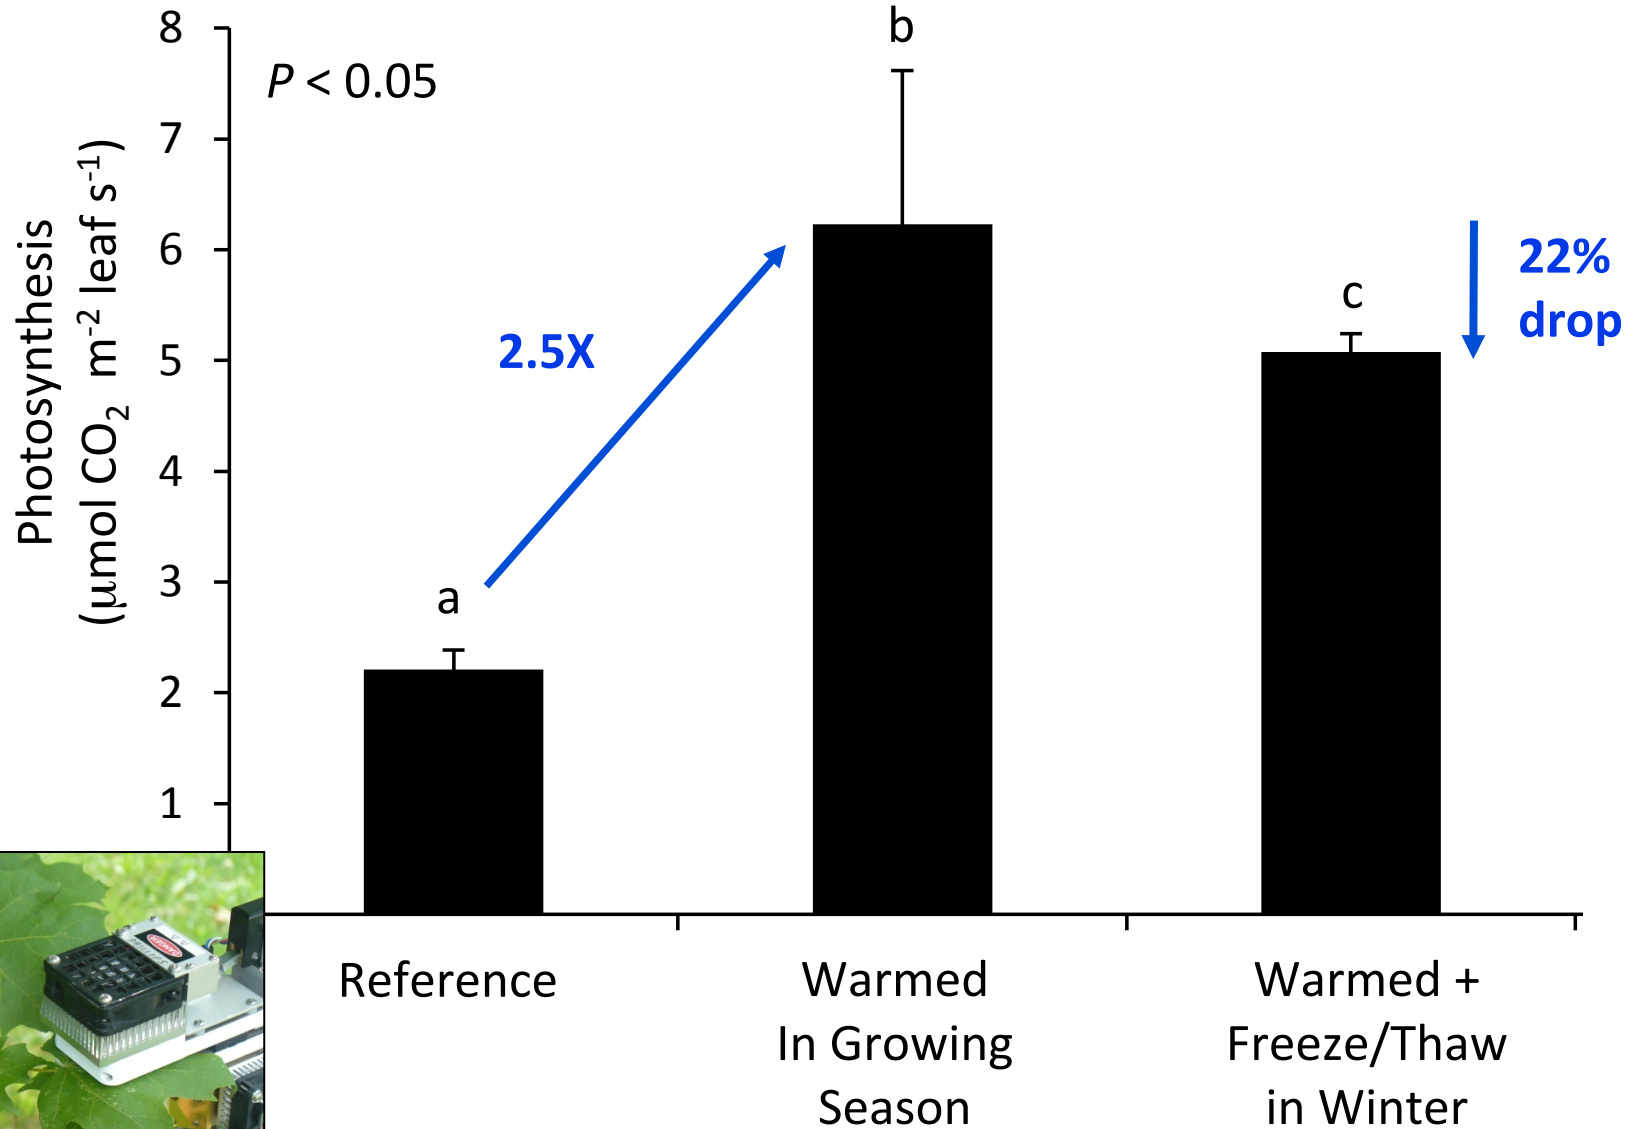 8
7
6
5
4
3
2
1
Photosynthesis
(μmol CO₂ m⁻² leaf s⁻¹)
P < 0.05
a
2.5X
b
c
22%
drop
Reference
Warmed
In Growing
Season
Warmed +
Freeze/Thaw
in Winter
DANGER